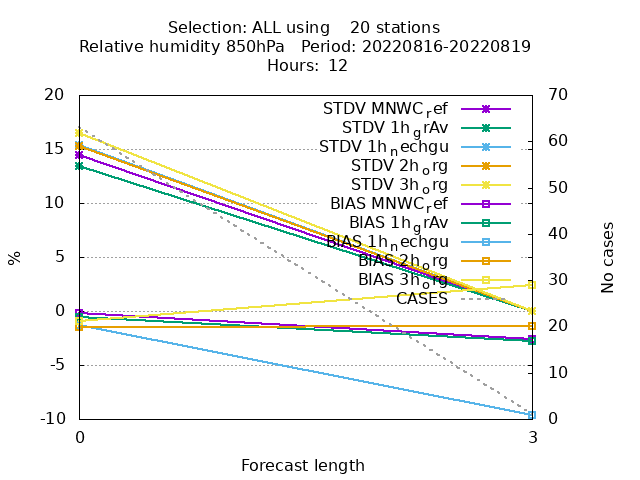 Selection: ALL using    20 stations
Relative humidity 850hPa   Period: 20220816-20220819
Hours: 12
20
15
10
5
0
-5
-10
%
70
60
50
40
30
20
10
0
No cases
STDV MNWC_ref
STDV 1h_grAv
STDV 1h_nechgu
STDV 2h_org
STDV 3h_org
BIAS MNWC_ref
BIAS 1h_grAv
BIAS 1h_nechgu
BIAS 2h_org
BIAS 3h_org
CASES
0
3
Forecast length